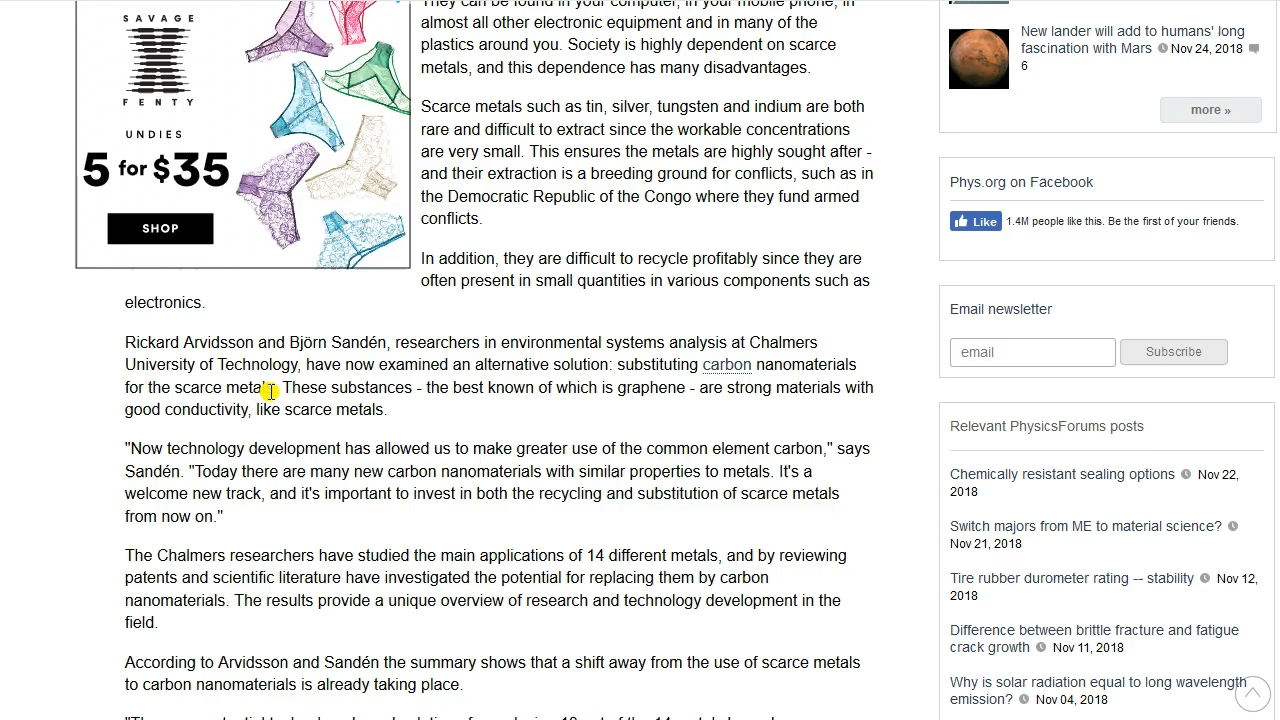 SAVAGE
FENTY
UNDIES
5 for $35
SHOP
They can be found in your computer, in your mobile phone, in
almost all other electronic equipment and in many of the
plastics around you. Society is highly dependent on scarce
metals, and this dependence has many disadvantages.
Scarce metals such as tin, silver, tungsten and indium are both
rare and difficult to extract since the workable concentrations
are very small. This ensures the metals are highly sought after -
and their extraction is a breeding ground for conflicts, such as in
the Democratic Republic of the Congo where they fund armed
conflicts.
In addition, they are difficult to recycle profitably since they are
often present in small quantities in various components such as
electronics.
Rickard Arvidsson and Björn Sandén, researchers in environmental systems analysis at Chalmers
University of Technology, have now examined an alternative solution: substituting carbon nanomaterials
for the scarce metals. These substances - the best known of which is graphene - are strong materials with
good conductivity, like scarce metals.
"Now technology development has allowed us to make greater use of the common element carbon," says
Sandén. "Today there are many new carbon nanomaterials with similar properties to metals. It's a
welcome new track, and it's important to invest in both the recycling and substitution of scarce metals
from now on."
The Chalmers researchers have studied the main applications of 14 different metals, and by reviewing
patents and scientific literature have investigated the potential for replacing them by carbon
nanomaterials. The results provide a unique overview of research and technology development in the
field.
According to Arvidsson and Sandén the summary shows that a shift away from the use of scarce metals
to carbon nanomaterials is already taking place.
New lander will add to humans' long
fascination with Mars Nov 24, 2018
6
more »
Phys.org on Facebook
Like 1.4M people like this. Be the first of your friends.
Email newsletter
email Subscribe
Relevant PhysicsForums posts
Chemically resistant sealing options Nov 22,
2018
Switch majors from ME to material science?
Nov 21, 2018
Tire rubber durometer rating -- stability Nov 12,
2018
Difference between brittle fracture and fatigue
crack growth Nov 11, 2018
Why is solar radiation equal to long wavelength
emission? Nov 04, 2018